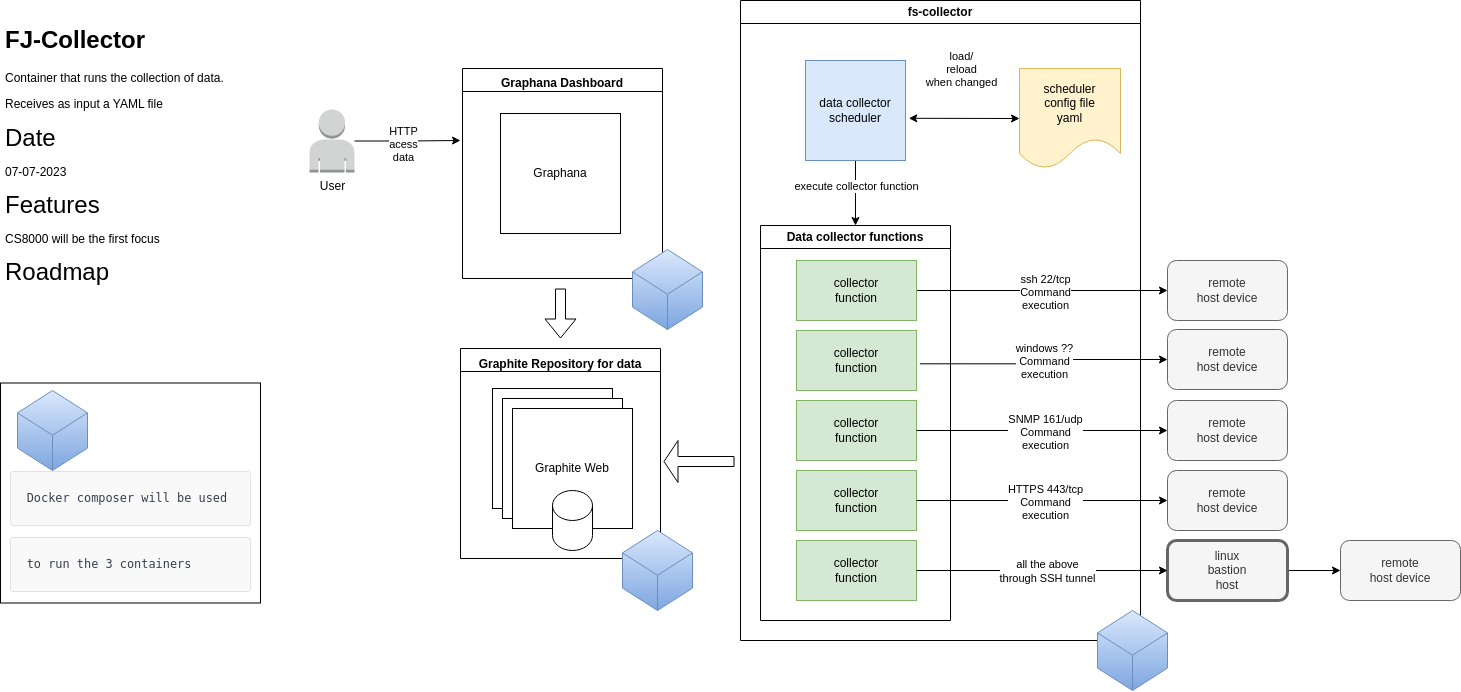 FJ-Collector
Container that runs the collection of data.
Receives as input a YAML file
Date
07-07-2023
Features
CS8000 will be the first focus
Roadmap
Docker composer will be used
to run the 3 containers
User
HTTP
acess
data
Graphana Dashboard
Graphana
Graphite Repository for data
Graphite Web
fs-collector
data collector
scheduler
load/
reload
when changed
scheduler
config file
yaml
execute collector function
Data collector functions
collector
function
ssh 22/tcp
Command
execution
remote
host device
collector
function
windows ??
Command
execution
remote
host device
collector
function
SNMP 161/udp
Command
execution
remote
host device
collector
function
HTTPS 443/tcp
Command
execution
remote
host device
collector
function
all the above
through SSH tunnel
linux
bastion
host
remote
host device